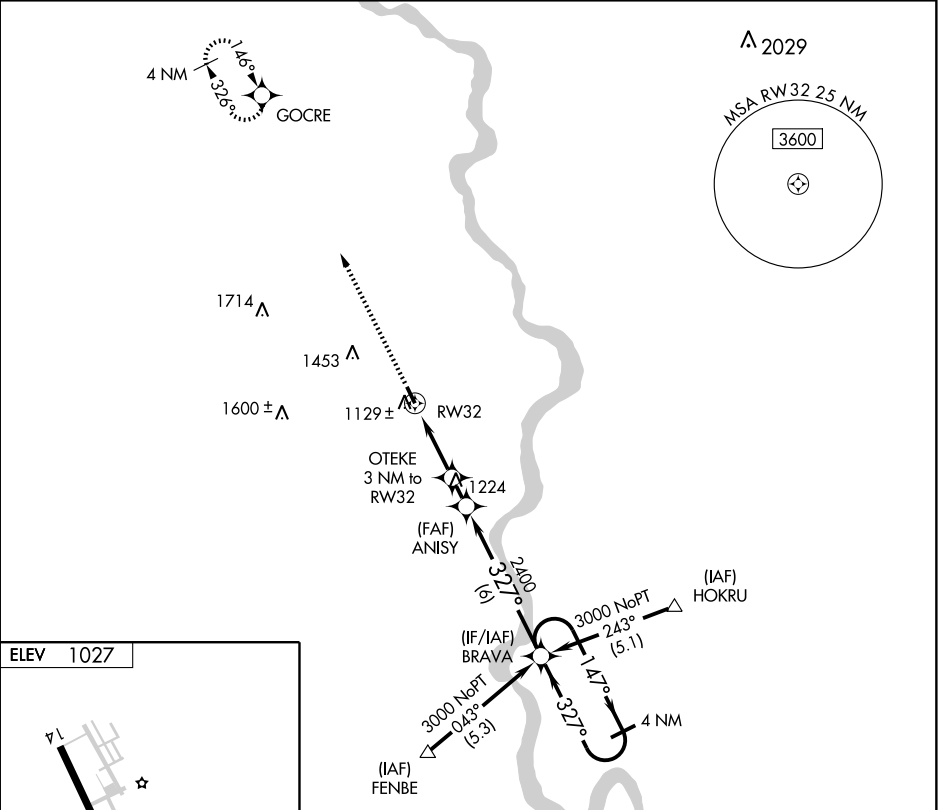 146°
4 NM
326°
GOCRE
2029
MSA RW 32 25 NM
3600
1714
1453
1600 ±
1129 ±
RW32
OTEKE
3 NM to
RW32
1224
(FAF)
ANISY
2400
327°
(6)
(IAF)
HOKRU
3000 NoPT
243°
(5.1)
(IF/IAF)
BRAVA
147°
327°
4 NM
3000 NoPT
043°
(5.3)
(IAF)
FENBE
ELEV 1027
14